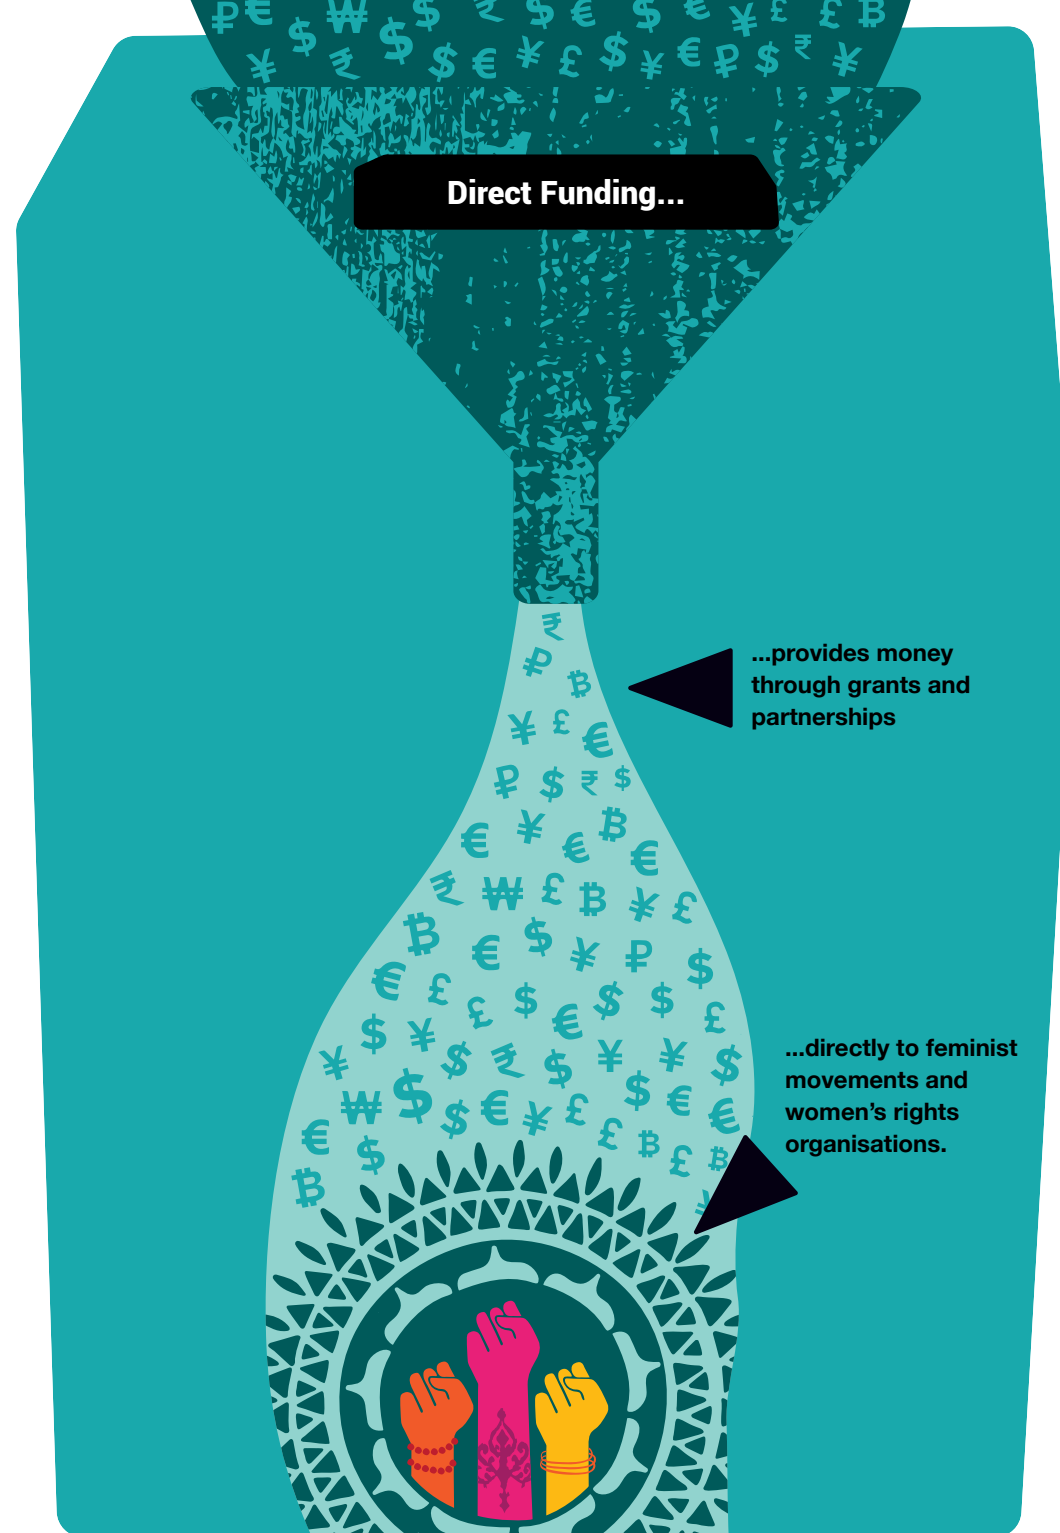 Direct Funding...
...provides money
through grants and
partnerships
...directly to feminist
movements and
women’s rights
organisations.